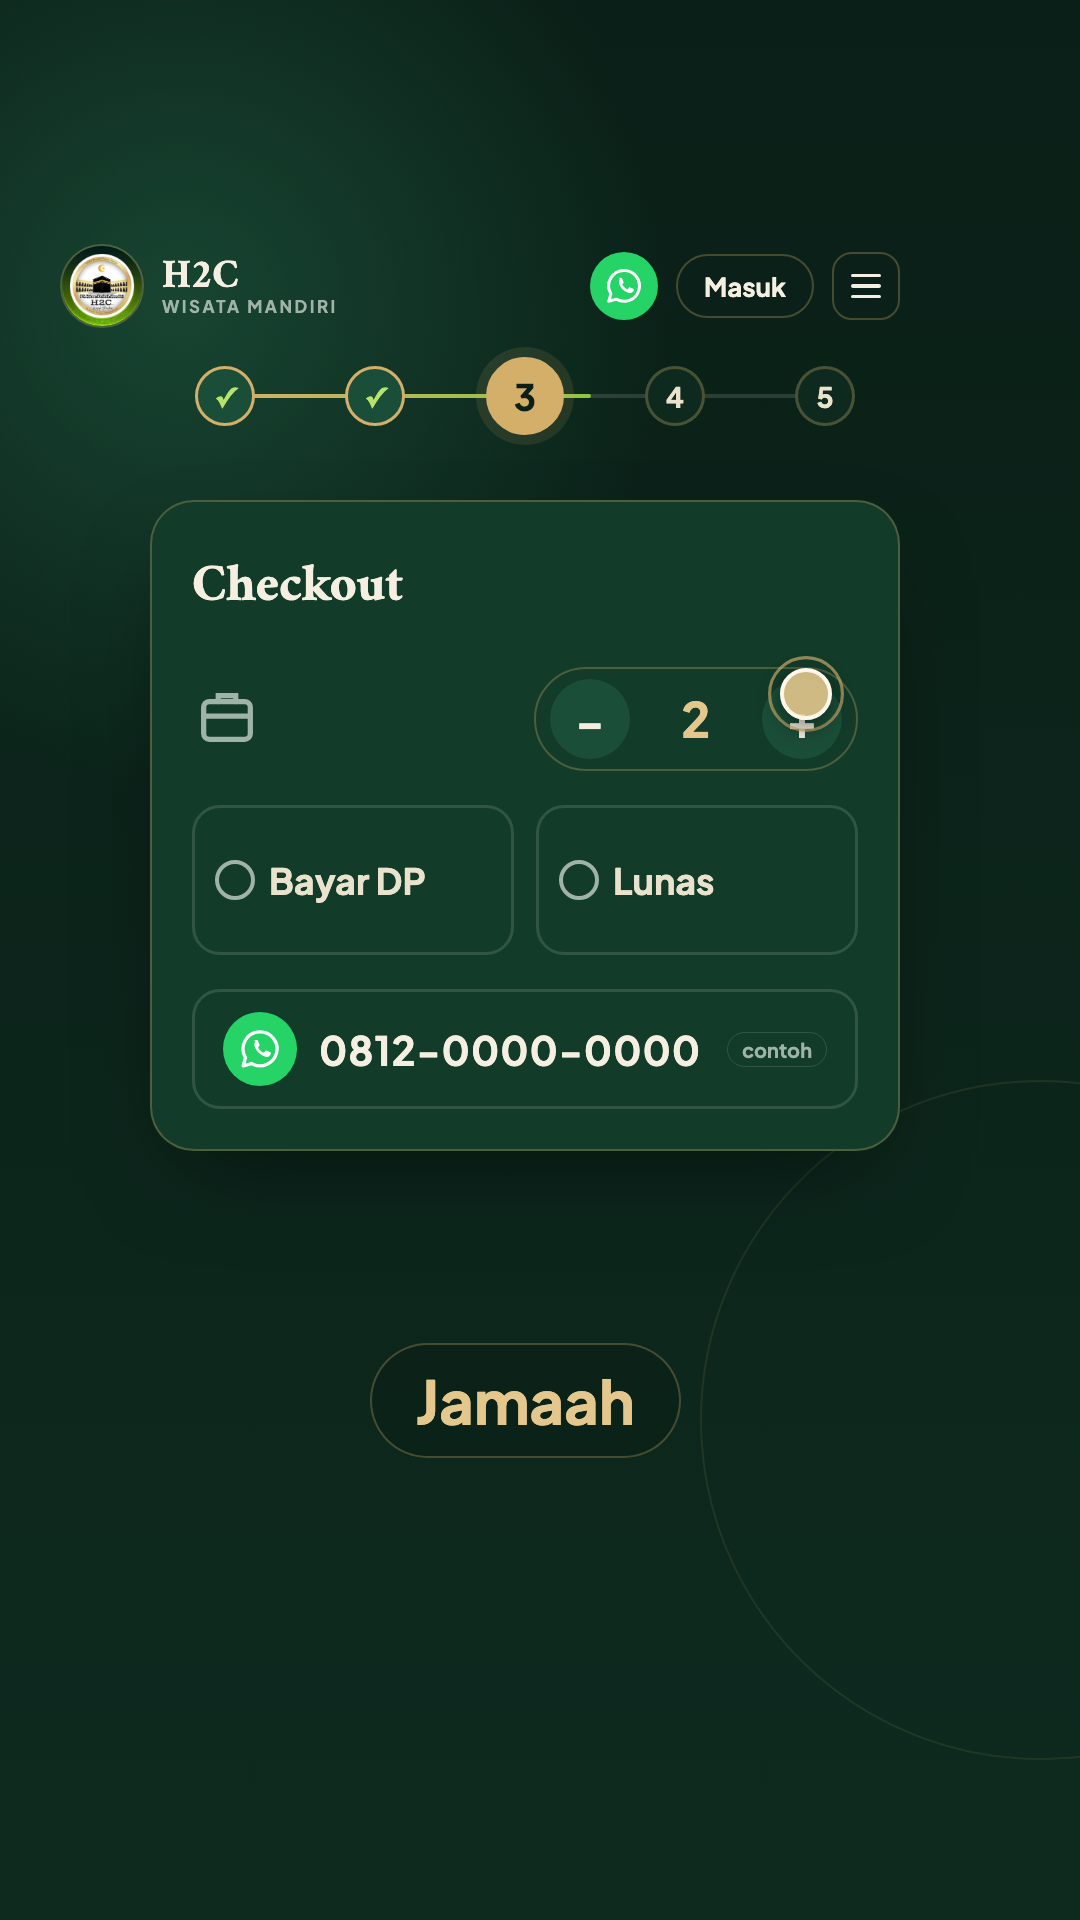 H2C
WISATA MANDIRI
Masuk
✓ ✓ 3 4 5
Checkout
- 2 +
Bayar DP
Lunas
0812-0000-0000 contoh
Jamaah